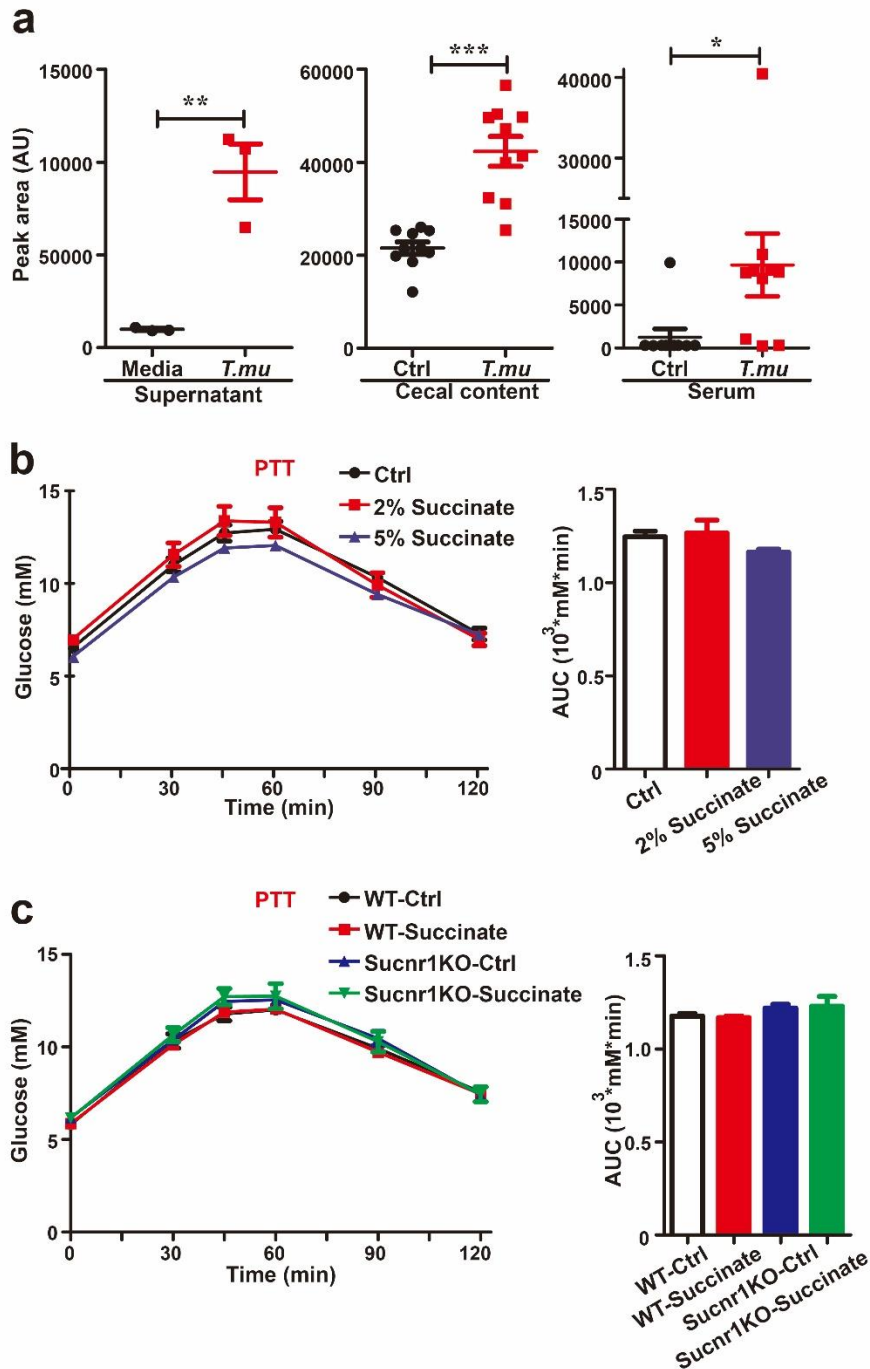 a
Peak area (AU)
15000
10000
5000
0
**
Media T.mu
Supernatant
60000
40000
20000
0
***
Ctrl T.mu
Cecal content
40000
30000
15000
10000
5000
0
*
Ctrl T.mu
Serum
b
PTT
Ctrl
2% Succinate
5% Succinate
Glucose (mM)
15
10
5
0
0 30 60 90 120
Time (min)
AUC (10³*mM*min)
1.5
1.0
0.5
0
Ctrl
2% Succinate
5% Succinate
c
PTT
WT-Ctrl
WT-Succinate
Sucnr1KO-Ctrl
Sucnr1KO-Succinate
Glucose (mM)
15
10
5
0
0 30 60 90 120
Time (min)
AUC (10³*mM*min)
1.5
1.0
0.5
0
WT-Ctrl
WT-Succinate
Sucnr1KO-Ctrl
Sucnr1KO-Succinate